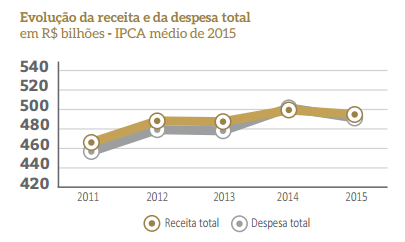 Evolução da receita e da despesa total
em R$ bilhões - IPCA médio de 2015
540
520
500
480
460
440
420
2011 2012 2013 2014 2015
Receita total Despesa total